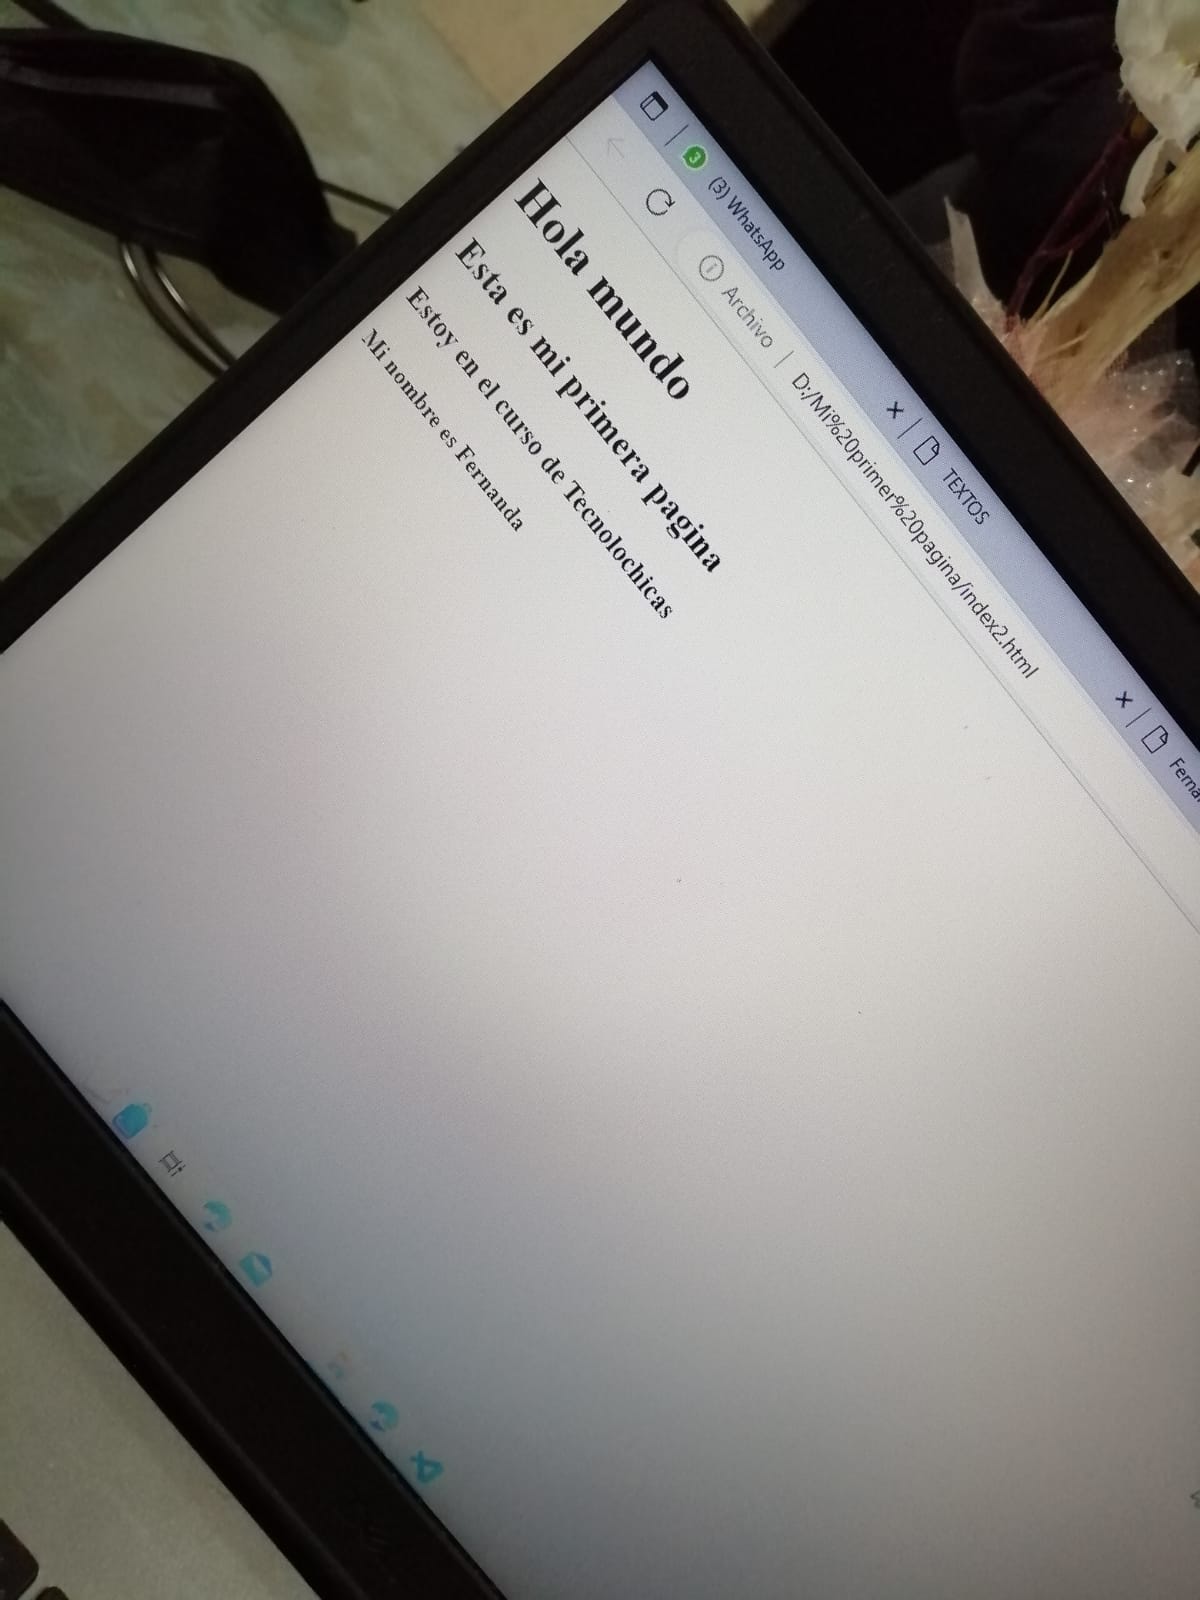 (3) WhatsApp
TEXTOS
Archivo | D:/Mi%20primer%20pagina/index2.html
Hola mundo
Esta es mi primera pagina
Estoy en el curso de Tecnolochicas
Mi nombre es Fernanda